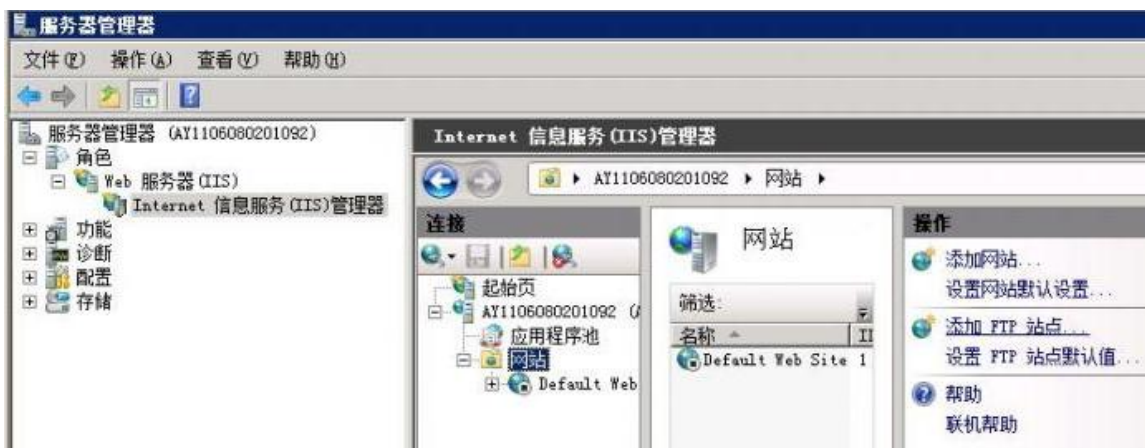 服务器管理器
文件(F) 操作(A) 查看(V) 帮助(H)
服务器管理器 (AY1106080201092)
角色
Web 服务器(IIS)
Internet 信息服务(IIS)管理器
功能
诊断
配置
存储
Internet 信息服务(IIS)管理器
AY1106080201092 网站
连接
起始页
AY1106080201092 (A
应用程序池
网站
Default Web
网站
筛选:
名称 II
Default Web Site 1
操作
添加网站...
设置网站默认设置...
添加 FTP 站点...
设置 FTP 站点默认值...
帮助
联机帮助